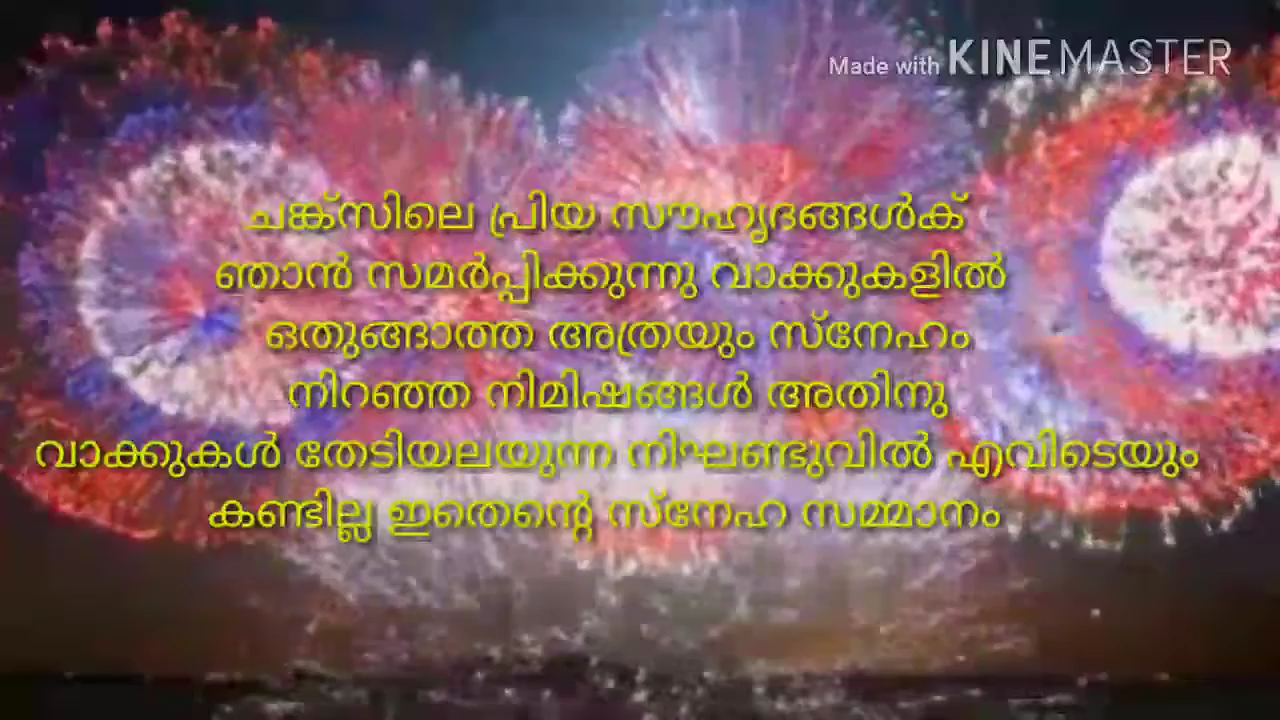 Made with KINEMASTER
ചങ്ക്സിലെ പ്രിയ സൗഹൃദങ്ങൾക്
ഞാൻ സമർപ്പിക്കുന്നു വാക്കുകളിൽ
ഒതുങ്ങാത്ത അത്രയും സ്നേഹം
നിറഞ്ഞ നിമിഷങ്ങൾ അതിനു
വാക്കുകൾ തേടിയലയുന്ന നിഘണ്ടുവിൽ എവിടെയും
കണ്ടില്ല ഇതെന്റെ സ്നേഹ സമ്മാനം